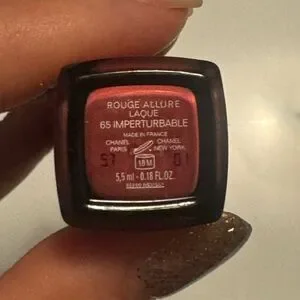 ROUGE ALLURE
LAQUE
65 IMPERTURBABLE
MADE IN FRANCE
CHANEL CHANEL
PARIS NEW YORK
18M
5,5 ml - 0.18 FL.OZ.